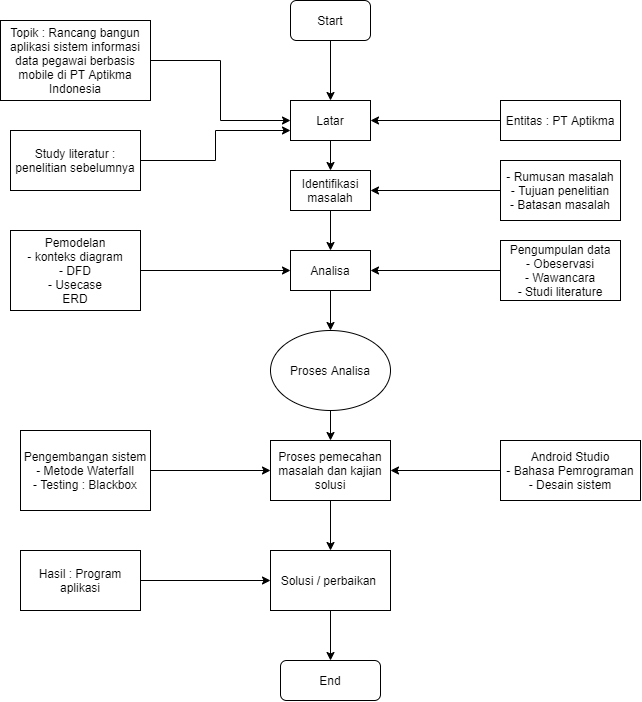 Start
Topik : Rancang bangun
aplikasi sistem informasi
data pegawai berbasis
mobile di PT Aptikma
Indonesia
Latar
Entitas : PT Aptikma
Study literatur :
penelitian sebelumnya
Identifikasi
masalah
- Rumusan masalah
- Tujuan penelitian
- Batasan masalah
Pemodelan
- konteks diagram
- DFD
- Usecase
ERD
Analisa
Pengumpulan data
- Obeservasi
- Wawancara
- Studi literature
Proses Analisa
Pengembangan sistem
- Metode Waterfall
- Testing : Blackbox
Proses pemecahan
masalah dan kajian
solusi
Android Studio
- Bahasa Pemrograman
- Desain sistem
Hasil : Program
aplikasi
Solusi / perbaikan
End